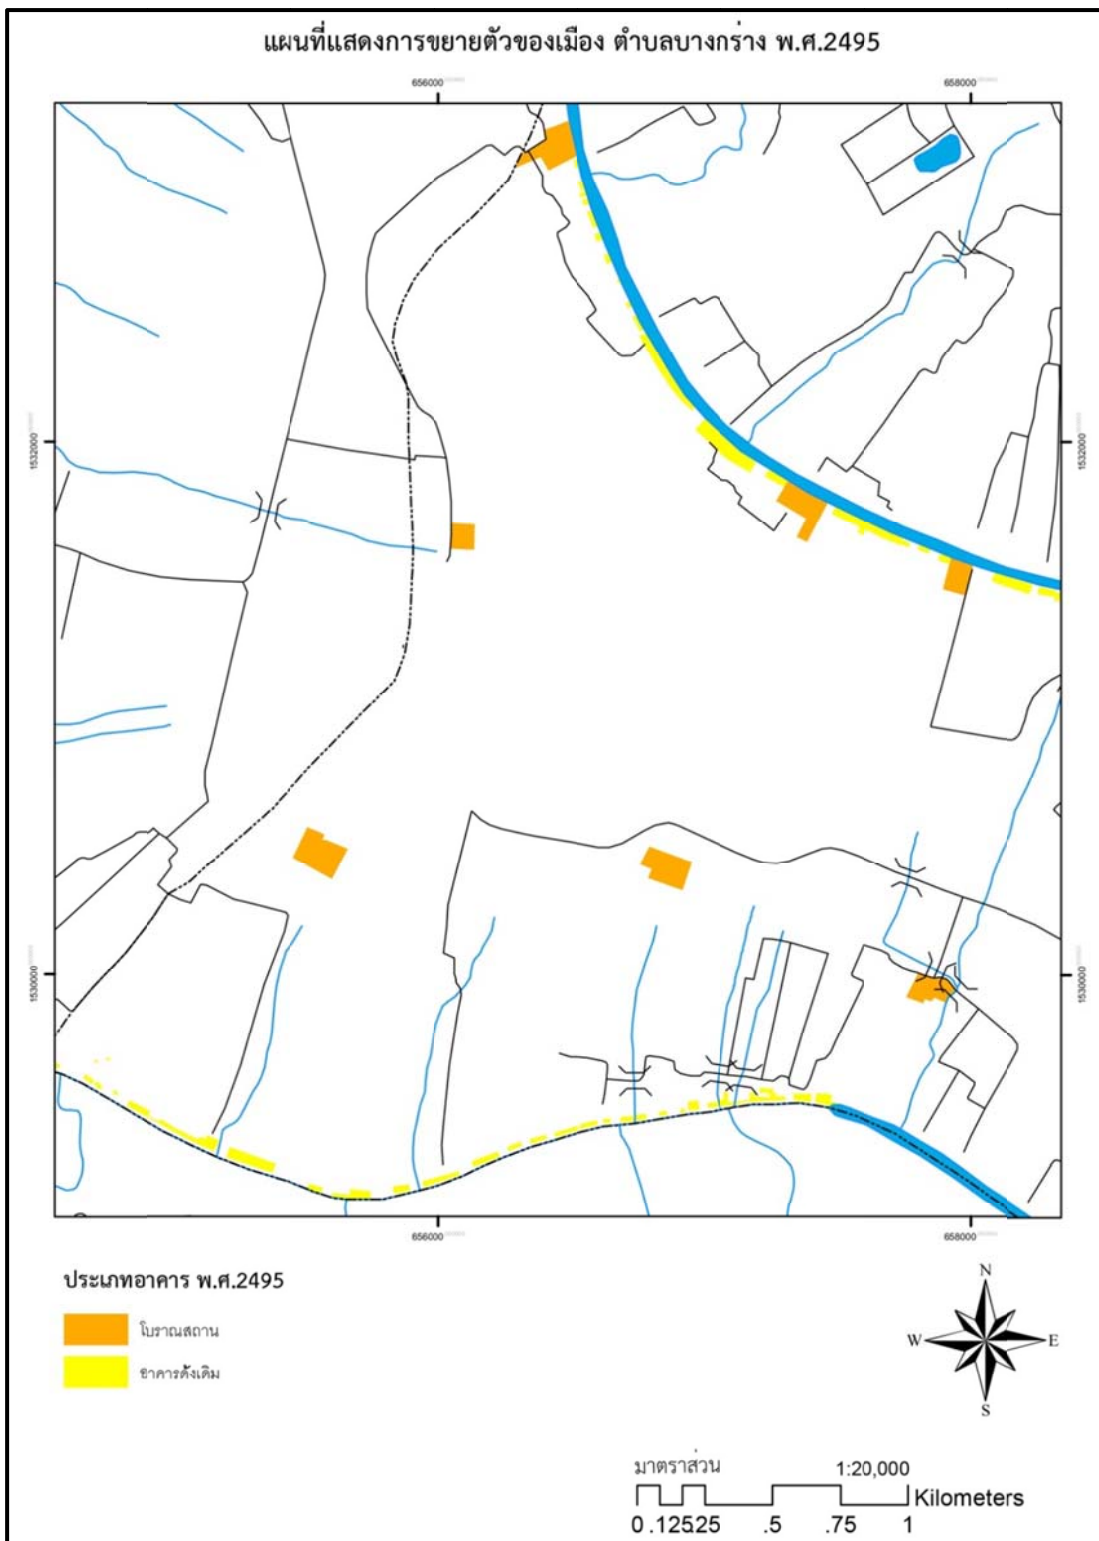 แผนที่แสดงการขยายตัวของเมือง ตำบลบางกร่าง พ.ศ.2495
656000
658000
1532000
1532000
1530000
1530000
656000
658000
ประเภทอาคาร พ.ศ.2495
โบราณสถาน
อาคารดั้งเดิม
N
W
E
S
มาตราส่วน
1:20,000
Kilometers
0 .125.25 .5 .75 1